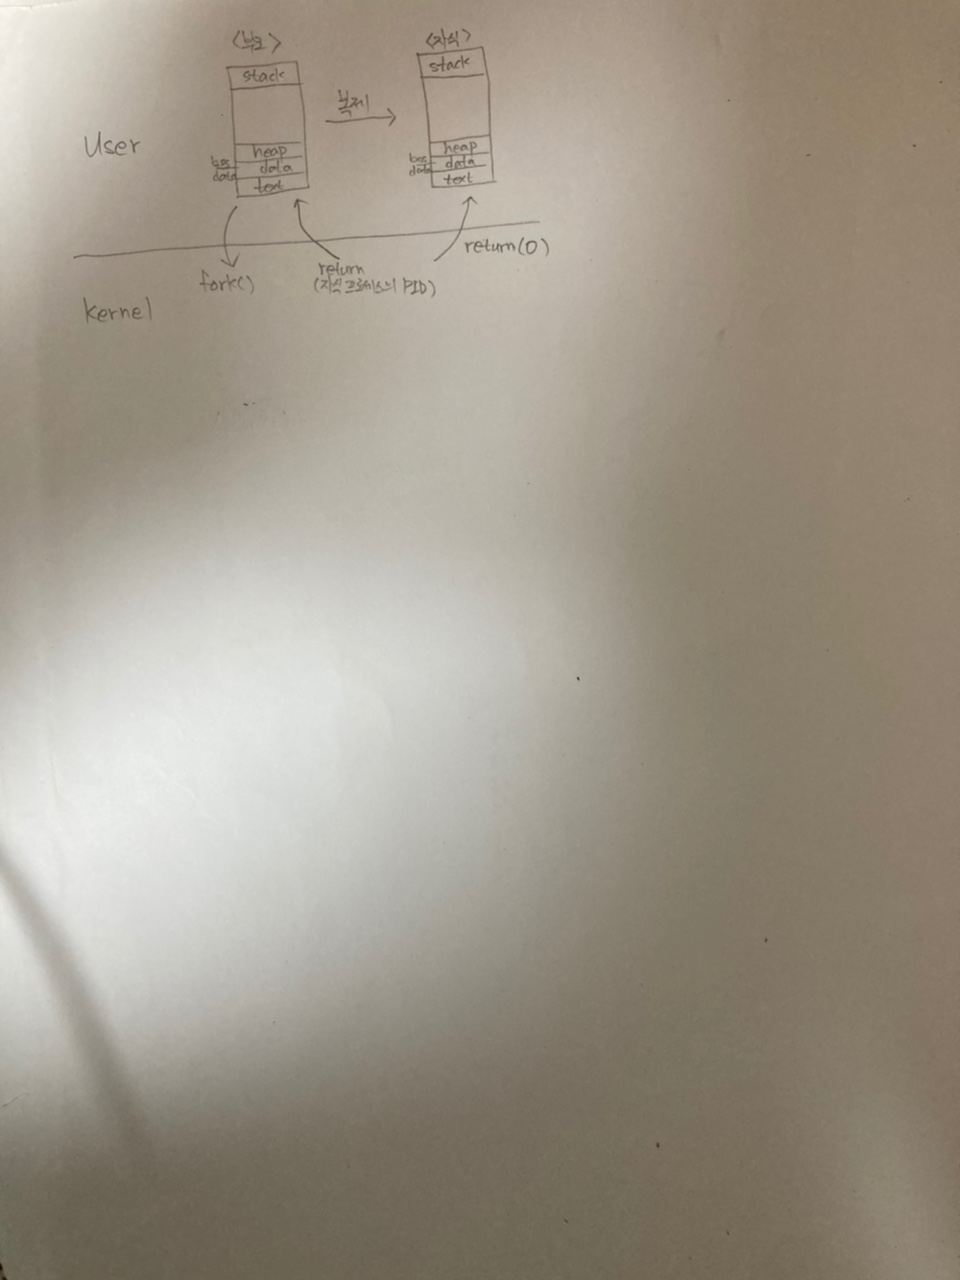 <부모>
stack
heap
bss
data
data
text
복제
<자식>
stack
heap
bss
data
data
text
User
fork()
return
(자식프로세스의 PID)
return(0)
kernel